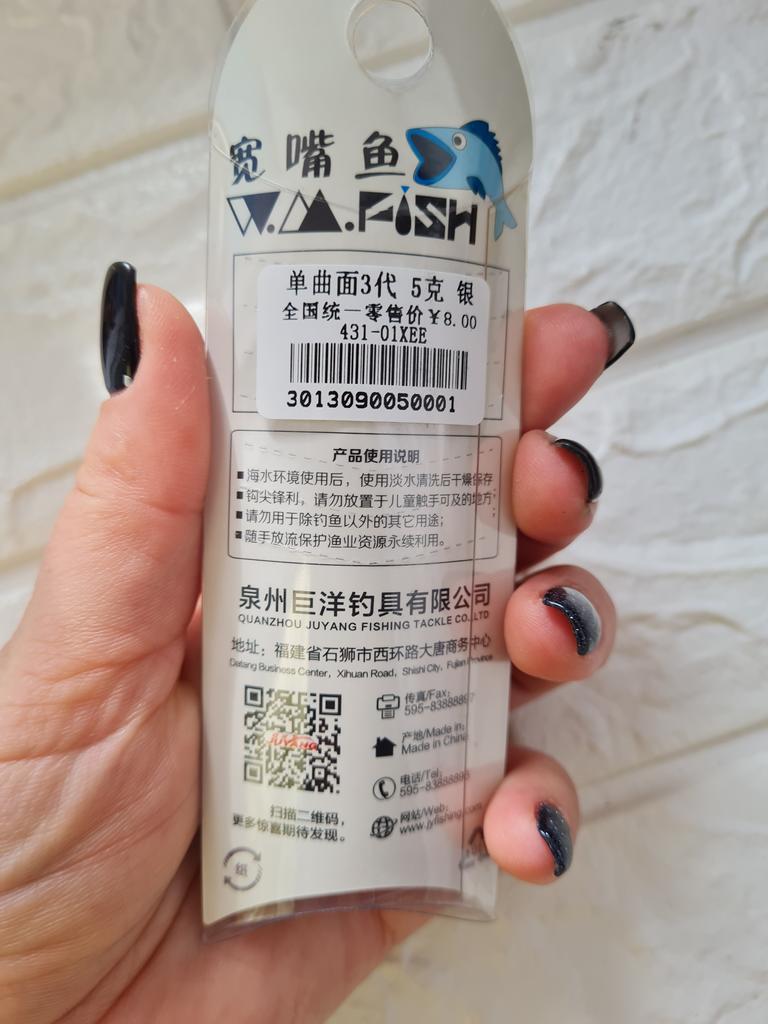 宽嘴鱼
W.M.FiSH
单曲面3代 5克 银
全国统一零售价¥8.00
431-01XEE
3013090050001
产品使用说明
■海水环境使用后，使用淡水清洗后干燥保存
■钩尖锋利，请勿放置于儿童触手可及的地方
■请勿用于除钓鱼以外的其它用途；
■随手放流保护渔业资源永续利用。
泉州巨洋钓具有限公司
QUANZHOU JUYANG FISHING TACKLE CO.,LTD
地址：福建省石狮市西环路大唐商务中心
Datang Business Center，Xihuan Road，Shishi City，Fujian Province
JUYANG
扫描二维码，
更多惊喜期待发现。
传真/Fax:
产地/Made in:
Made in China
电话/Tel:
网站/Web:
www.jyfishing.com
纸